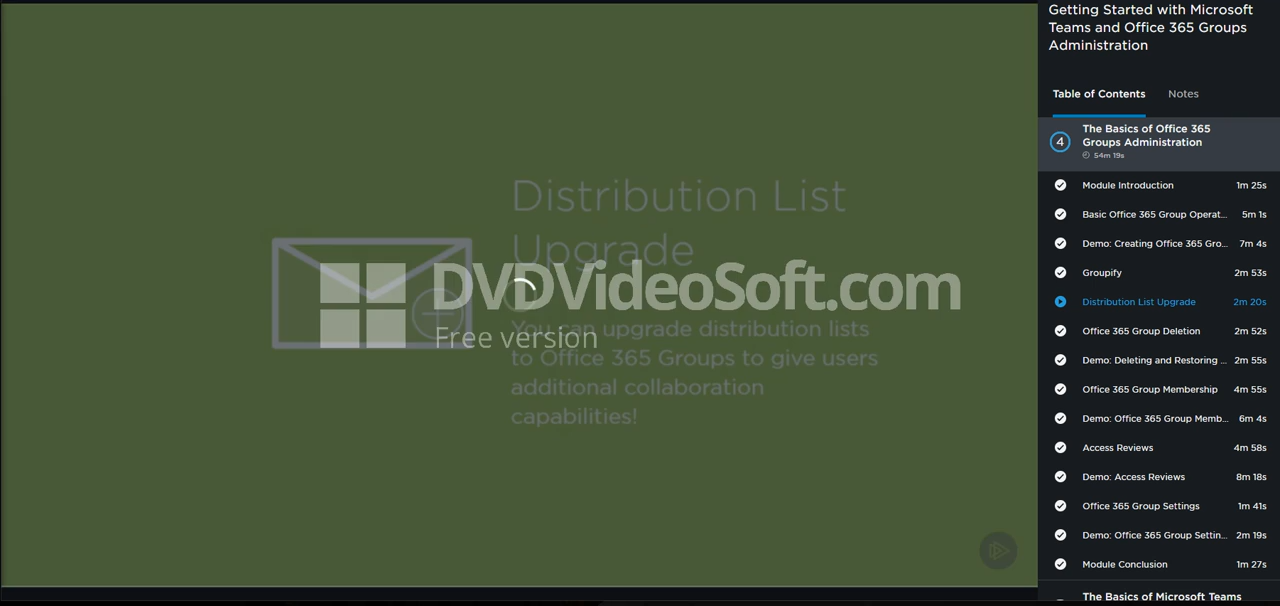 Distribution List
Upgrade
DVDVideoSoft.com
Free version
You can upgrade distribution lists
to Office 365 Groups to give users
additional collaboration
capabilities!
Getting Started with Microsoft
Teams and Office 365 Groups
Administration
Table of Contents Notes
4
The Basics of Office 365
Groups Administration
54m 19s
Module Introduction 1m 25s
Basic Office 365 Group Operat... 5m 1s
Demo: Creating Office 365 Gro... 7m 4s
Groupify 2m 53s
Distribution List Upgrade 2m 20s
Office 365 Group Deletion 2m 52s
Demo: Deleting and Restoring ... 2m 55s
Office 365 Group Membership 4m 55s
Demo: Office 365 Group Memb... 6m 4s
Access Reviews 4m 58s
Demo: Access Reviews 8m 18s
Office 365 Group Settings 1m 41s
Demo: Office 365 Group Settin... 2m 19s
Module Conclusion 1m 27s
The Basics of Microsoft Teams